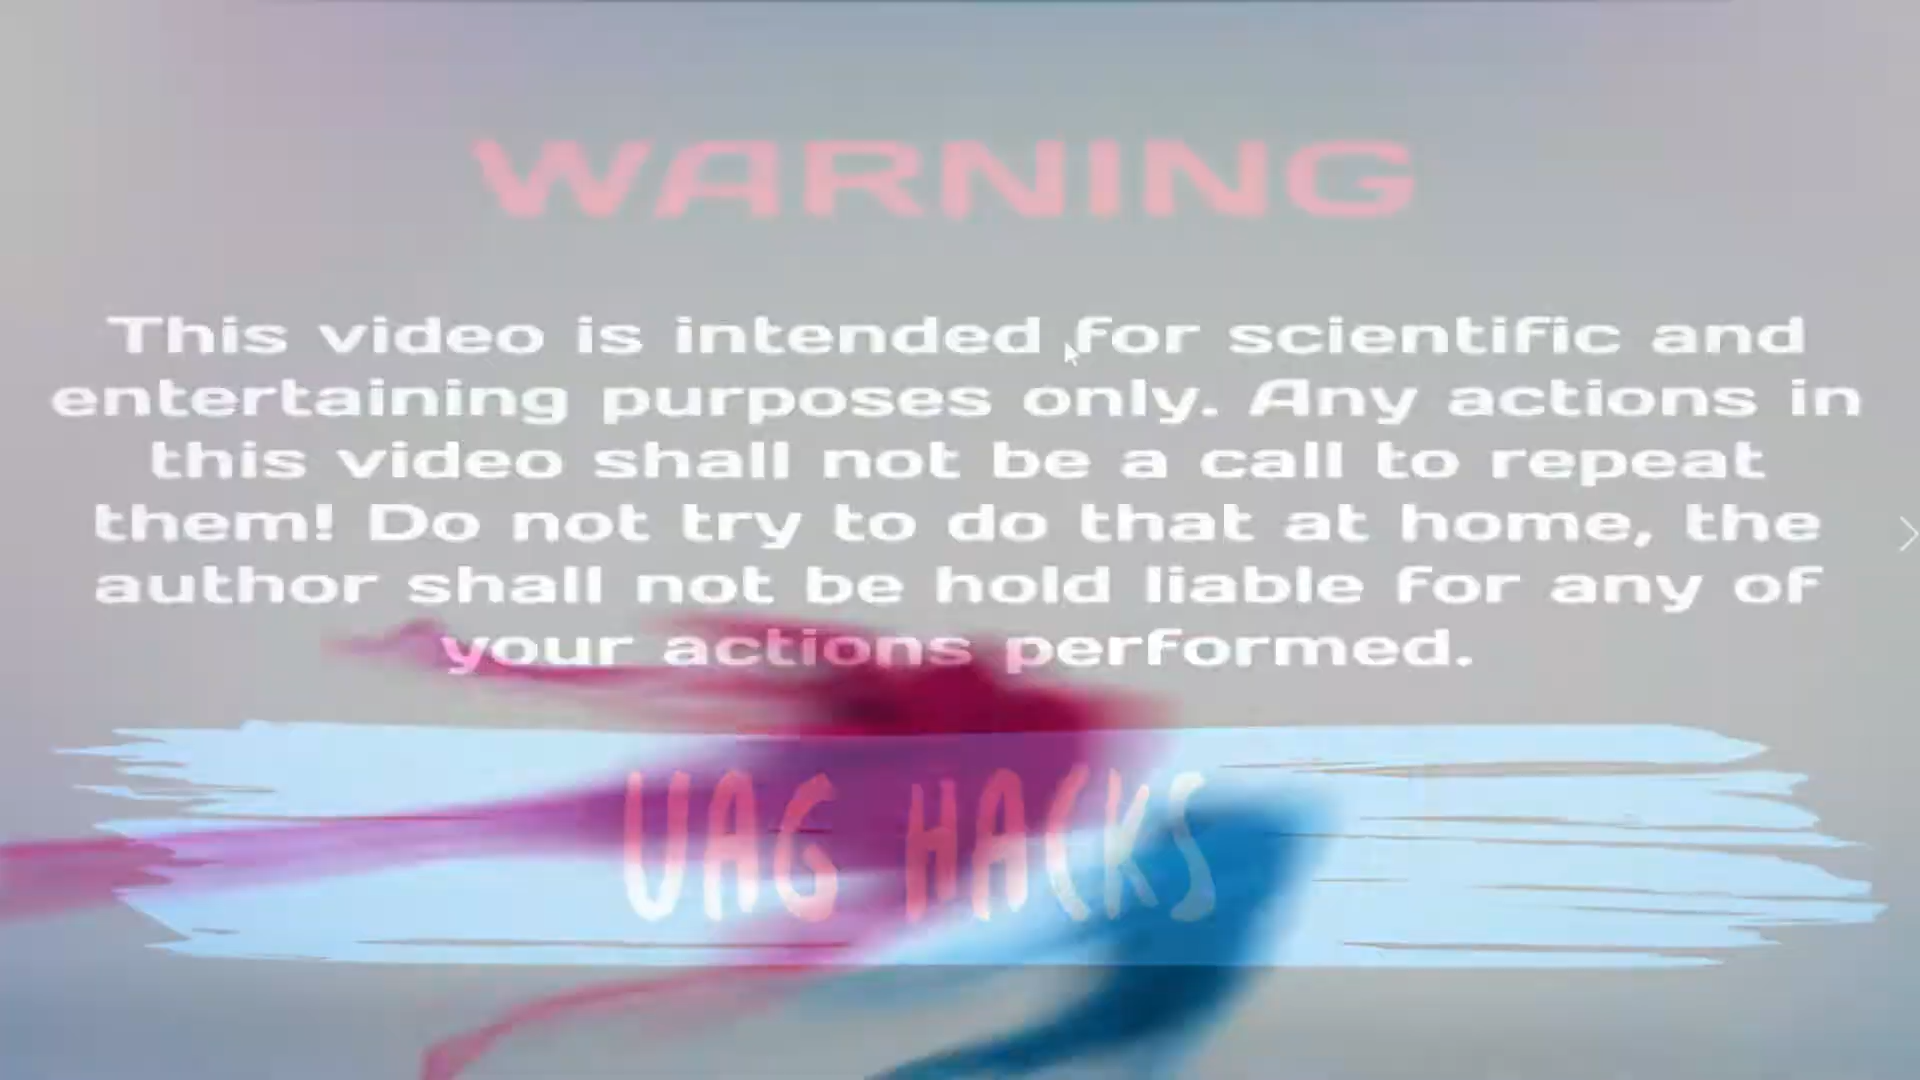 WARNING
This video is intended for scientific and
entertaining purposes only. Any actions in
this video shall not be a call to repeat
them! Do not try to do that at home, the
author shall not be hold liable for any of
your actions performed.
UAG HACKS